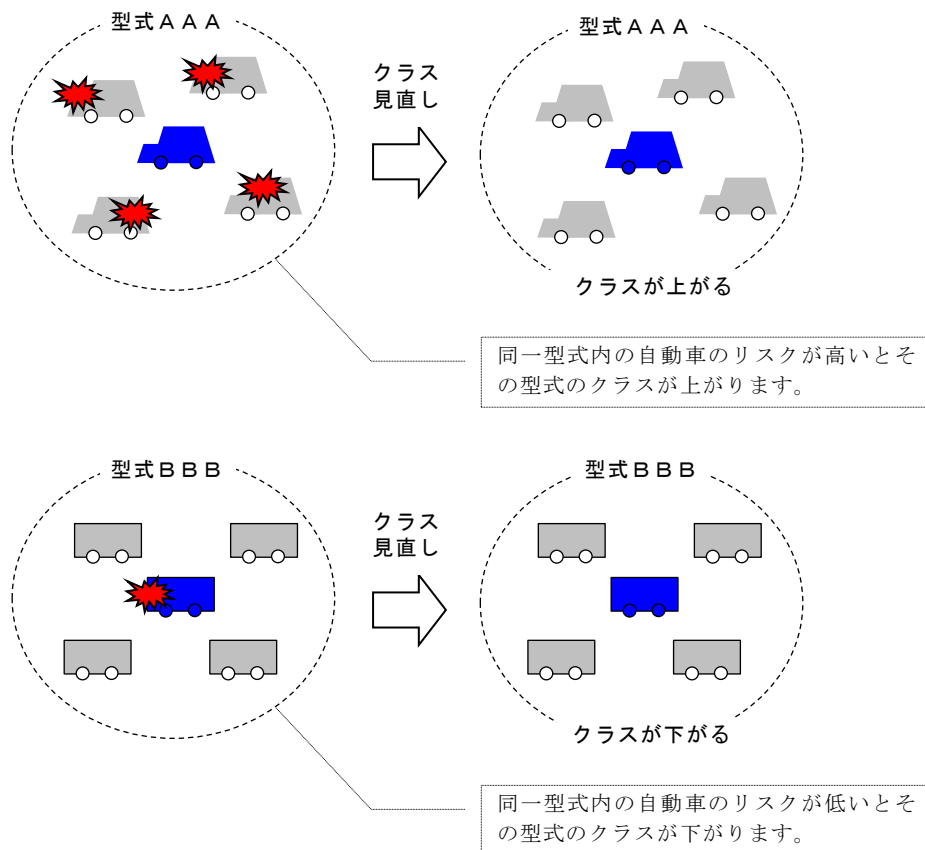 型式ＡＡＡ
クラス
見直し
型式ＡＡＡ
クラスが上がる
同一型式内の自動車のリスクが高いとそ
の型式のクラスが上がります。
型式ＢＢＢ
クラス
見直し
型式ＢＢＢ
クラスが下がる
同一型式内の自動車のリスクが低いとそ
の型式のクラスが下がります。